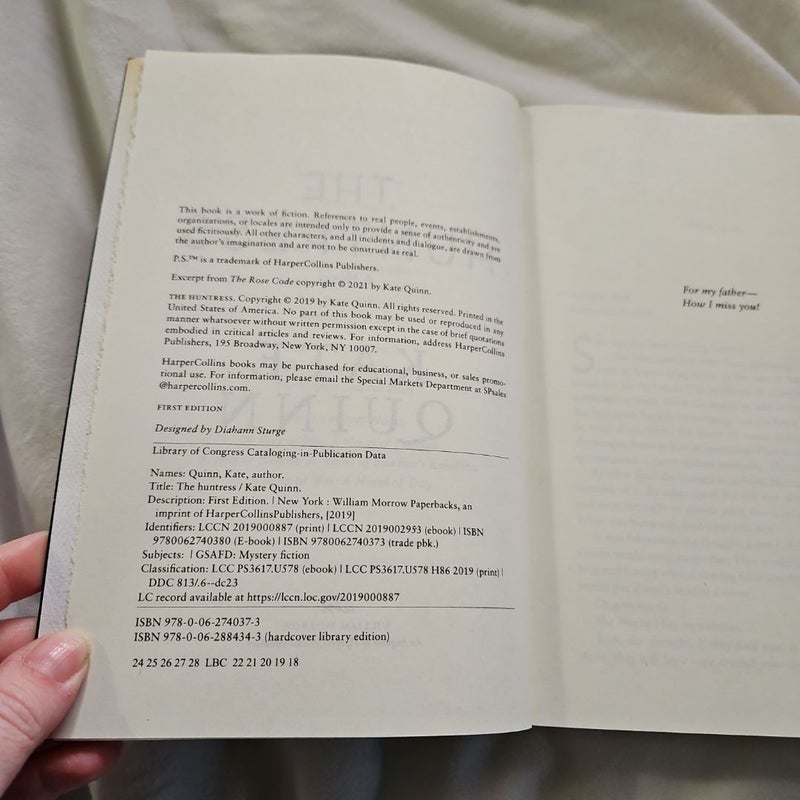 This book is a work of fiction. References to real people, events, establishments,
organizations, or locales are intended only to provide a sense of authenticity and are
used fictitiously. All other characters, and all incidents and dialogue, are drawn from
the author's imagination and are not to be construed as real.
P.S.™ is a trademark of HarperCollins Publishers.
Excerpt from The Rose Code copyright © 2021 by Kate Quinn.
THE HUNTRESS. Copyright © 2019 by Kate Quinn. All rights reserved. Printed in the
United States of America. No part of this book may be used or reproduced in any
manner whatsoever without written permission except in the case of brief quotations
embodied in critical articles and reviews. For information, address HarperCollins
Publishers, 195 Broadway, New York, NY 10007.
HarperCollins books may be purchased for educational, business, or sales promo-
tional use. For information, please email the Special Markets Department at SPsales
@harpercollins.com.
FIRST EDITION
Designed by Diahann Sturge
Library of Congress Cataloging-in-Publication Data
Names: Quinn, Kate, author.
Title: The huntress / Kate Quinn.
Description: First Edition. | New York : William Morrow Paperbacks, an
imprint of HarperCollinsPublishers, [2019]
Identifiers: LCCN 2019000887 (print) | LCCN 2019002953 (ebook) | ISBN
9780062740380 (E-book) | ISBN 9780062740373 (trade pbk.)
Subjects: | GSAFD: Mystery fiction
Classification: LCC PS3617.U578 (ebook) | LCC PS3617.U578 H86 2019 (print) |
DDC 813/.6--dc23
LC record available at https://lccn.loc.gov/2019000887
ISBN 978-0-06-274037-3
ISBN 978-0-06-288434-3 (hardcover library edition)
24 25 26 27 28 LBC 22 21 20 19 18
For my father—
How I miss you!